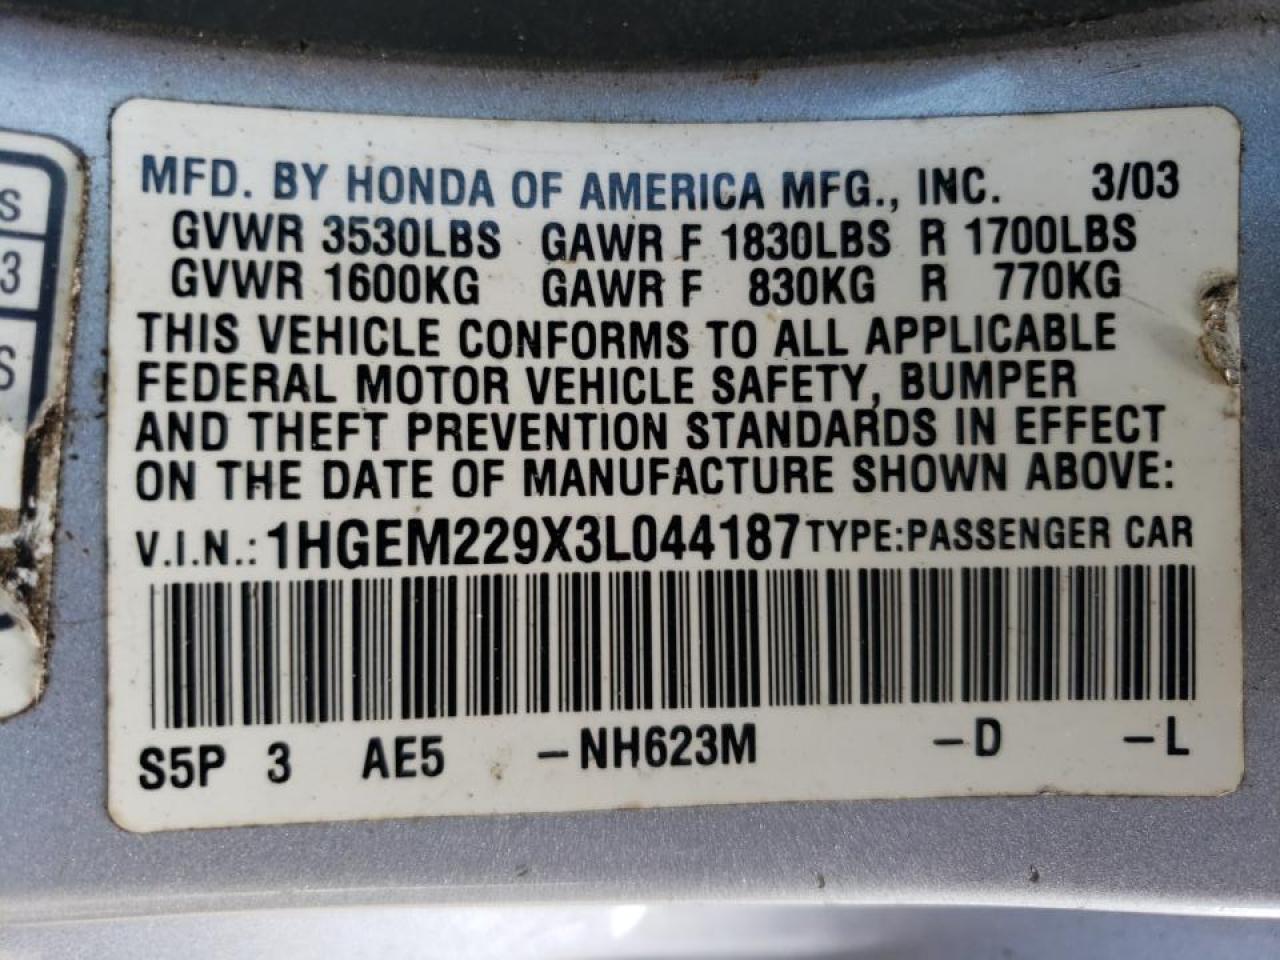 MFD. BY HONDA OF AMERICA MFG., INC. 3/03
GVWR 3530LBS GAWR F 1830LBS R 1700LBS
GVWR 1600KG GAWR F 830KG R 770KG
THIS VEHICLE CONFORMS TO ALL APPLICABLE
FEDERAL MOTOR VEHICLE SAFETY, BUMPER
AND THEFT PREVENTION STANDARDS IN EFFECT
ON THE DATE OF MANUFACTURE SHOWN ABOVE:
V.I.N.: 1HGEM229X3L044187 TYPE: PASSENGER CAR
S5P 3 AE5 –NH623M –D –L
S
3
S